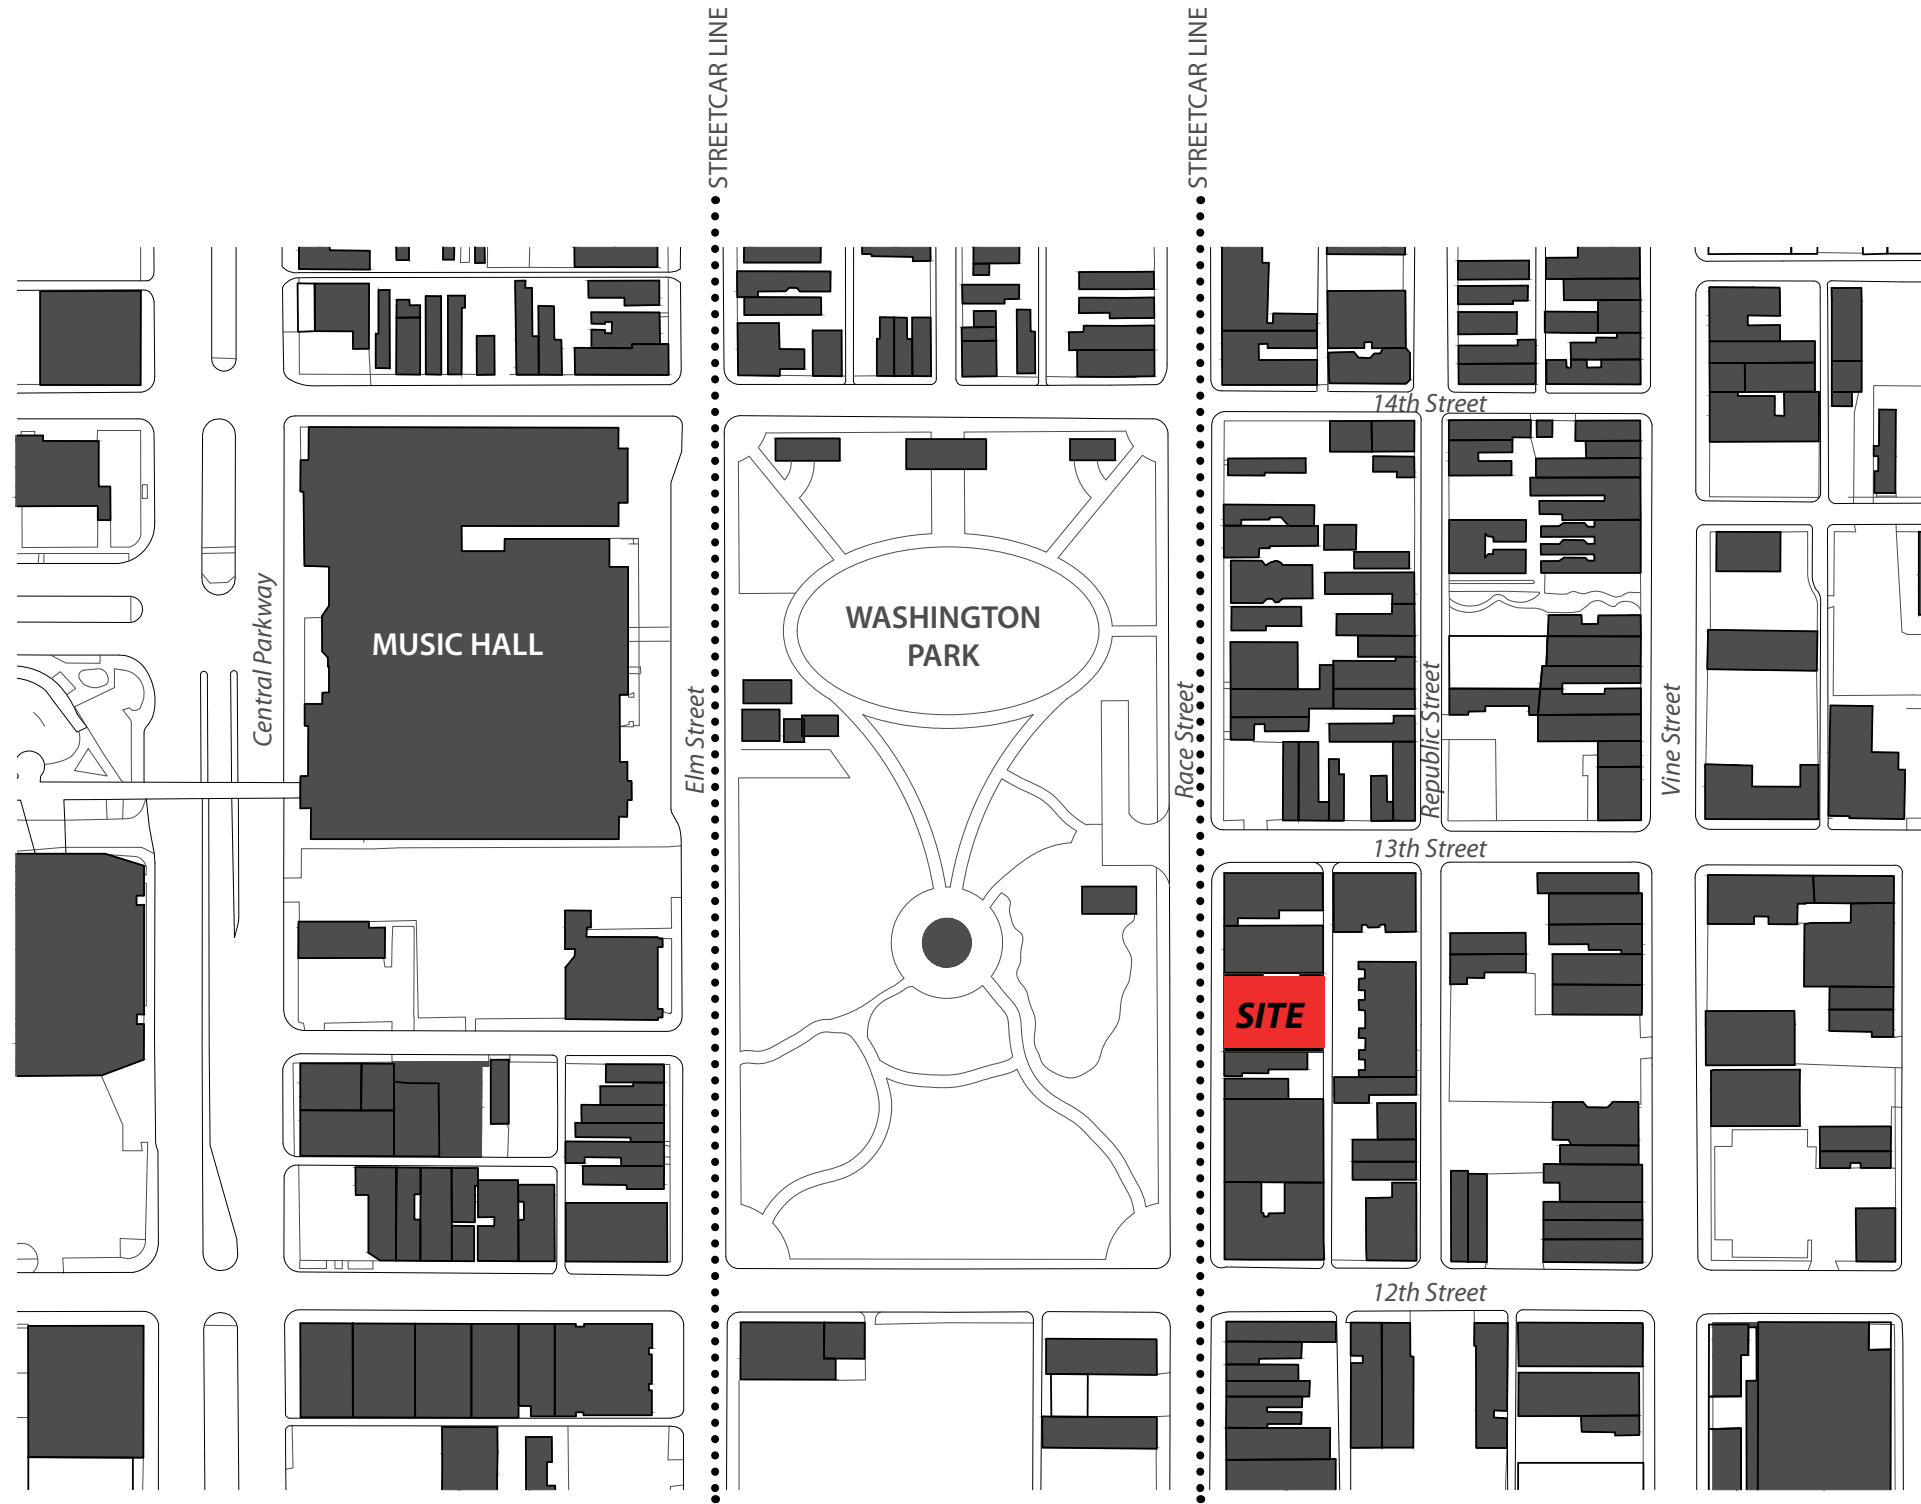 STREETCAR LINE
STREETCAR LINE
14th Street
Central Parkway
MUSIC HALL
WASHINGTON
PARK
Elm Street
Race Street
Republic Street
Vine Street
13th Street
SITE
12th Street